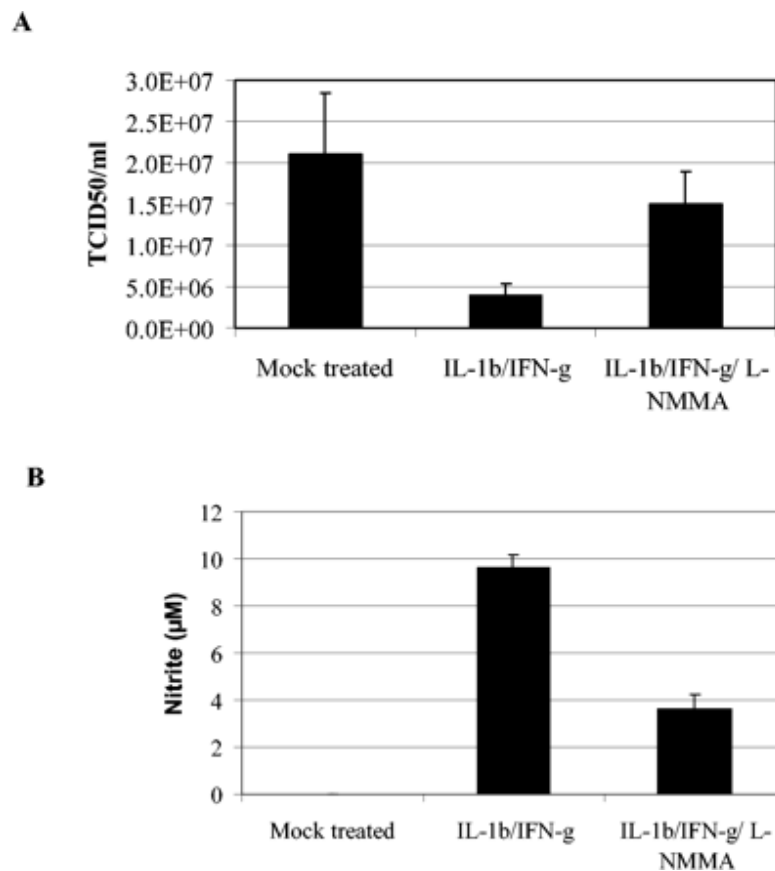 A
3.0E+07
2.5E+07
2.0E+07
1.5E+07
1.0E+07
5.0E+06
0.0E+00
TCID50/ml
Mock treated
IL-1b/IFN-g
IL-1b/IFN-g/ L-
NMMA
B
12
10
8
6
4
2
0
Nitrite (µM)
Mock treated
IL-1b/IFN-g
IL-1b/IFN-g/ L-
NMMA